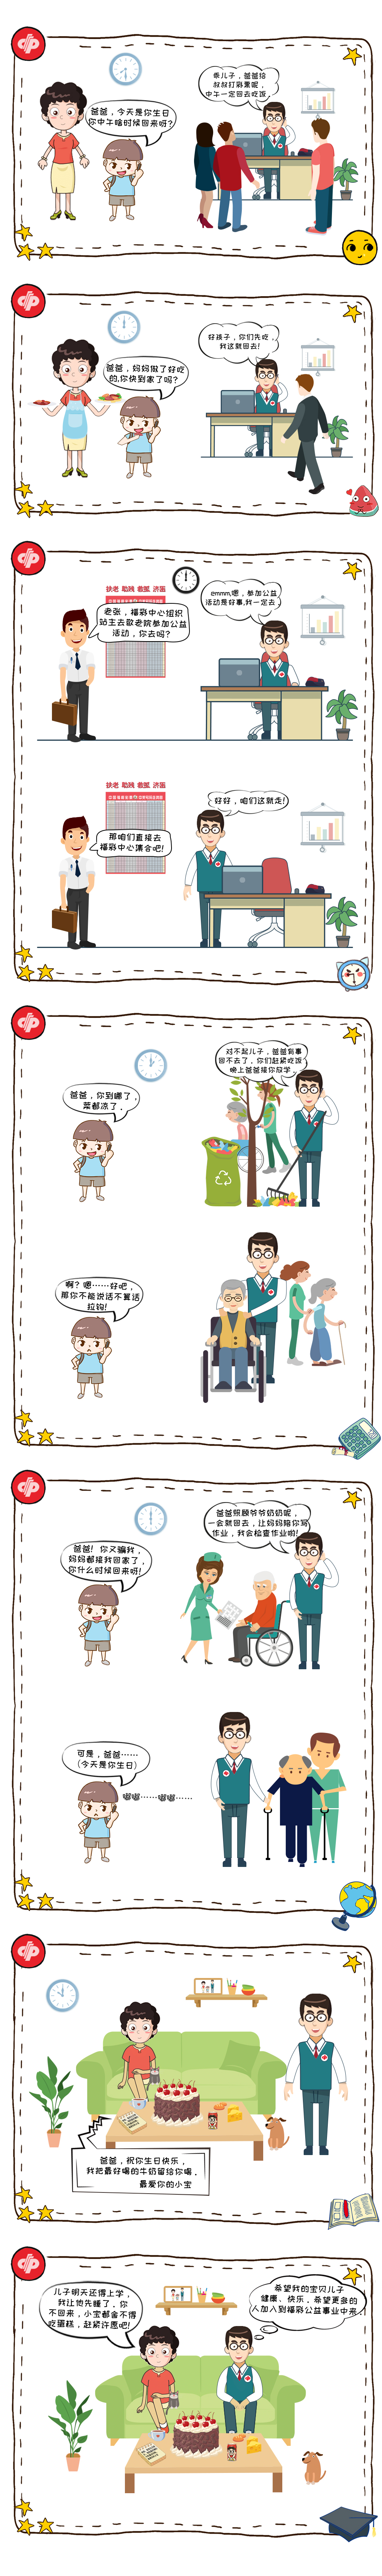 爸爸，今天是你生日
你中午啥时候回来呀？
乖儿子，爸爸给
叔叔打彩票呢，
中午一定回去吃饭。
爸爸，妈妈做了好吃
的，你快到家了吗？
好孩子，你们先吃，
我这就回去！
扶老 助残 救孤 济困
老张，福彩中心组织
站主去敬老院参加公益
活动，你去吗？
emmm,嗯，参加公益
活动是好事,我一定去。
扶老 助残 救孤 济困
那咱们直接去
福彩中心集合吧！
好好，咱们这就走！
爸爸，你到哪了，
菜都凉了。
对不起儿子，爸爸有事
回不去了，你们赶紧吃饭
晚上爸爸接你放学。
啊？嗯……好吧，
那你不能说话不算话
拉钩！
爸爸！你又骗我，
妈妈都接我回家了，
你什么时候回来呀！
爸爸照顾爷爷奶奶呢，
一会就回去，让妈妈陪你写
作业，我会检查作业啦！
可是，爸爸……
（今天是你生日）
嘟嘟……嘟嘟……
爸爸，祝你生日快乐，
我把最好喝的牛奶留给你喝，
最爱你的小宝
儿子明天还得上学，
我让他先睡了，你
不回来，小宝都舍不得
吃蛋糕，赶紧许愿吧！
希望我的宝贝儿子
健康、快乐，希望更多的
人加入到福彩公益事业中来。